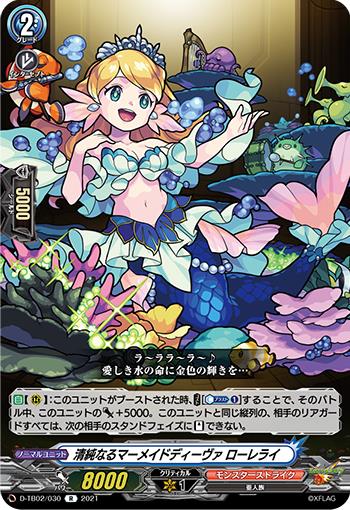 2
グレード
インターセプト
5000
シールド
ラ〜ララ〜ラ〜♪
愛しき水の命に金色の輝きを…
自【R】:このユニットがブーストされた時、【コスト】[CBカウンターブラスト1]することで、そのバト
ル中、このユニットの+5000。このユニットと同じ縦列の、相手のリアガー
ドすべては、次の相手のスタンドフェイズに【スタンド】できない。
ノーマルユニット
清純なるマーメイドディーヴァ ローレライ
パワー 8000 クリティカル 1
モンスターストライク
亜人族
D-TB02/030 R 2021
©XFLAG